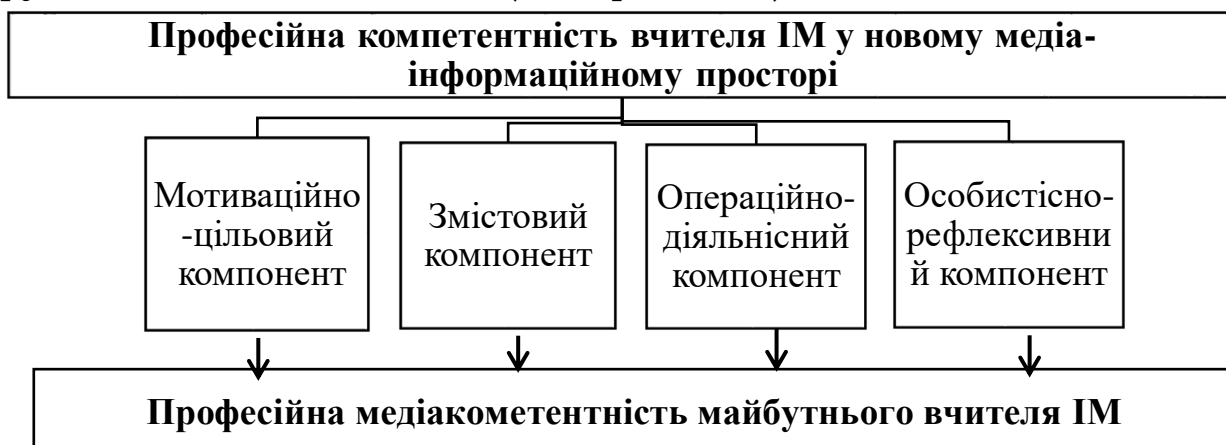 Професійна компетентність вчителя ІМ у новому медіа-
інформаційному просторі
Мотиваційно
-цільовий
компонент
Змістовий
компонент
Операційно-
діяльнісний
компонент
Особистісно-
рефлексивни
й компонент
Професійна медіакометентність майбутнього вчителя ІМ